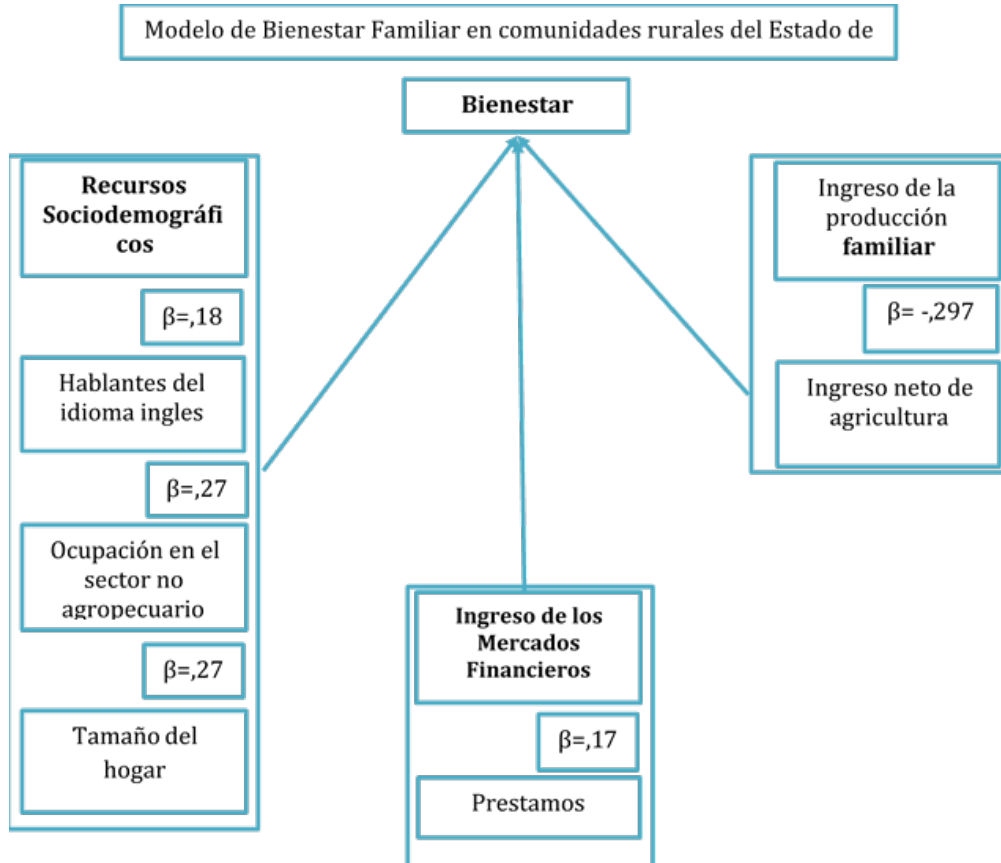 Modelo de Bienestar Familiar en comunidades rurales del Estado de
Bienestar
Recursos
Sociodemográfi
cos
β=,18
Hablantes del
idioma ingles
β=,27
Ocupación en el
sector no
agropecuario
β=,27
Tamaño del
hogar
Ingreso de los
Mercados
Financieros
β=,17
Prestamos
Ingreso de la
producción
familiar
β= -,297
Ingreso neto de
agricultura